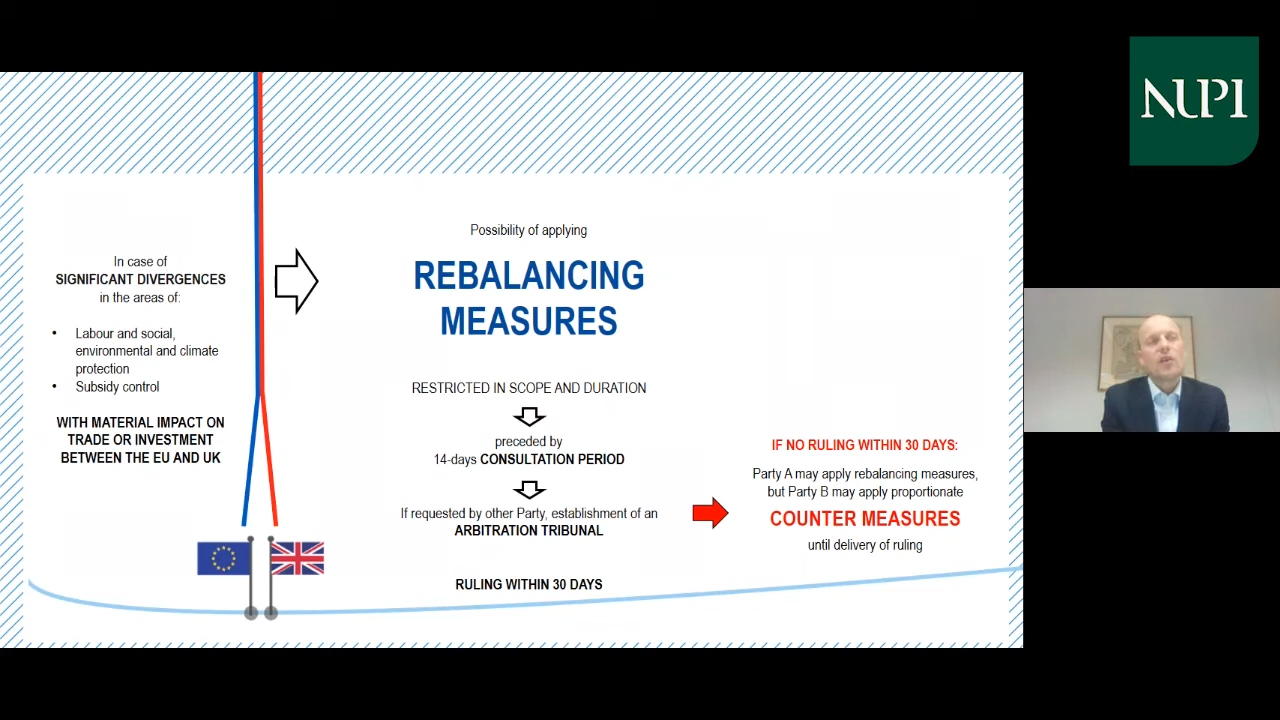 NUPI
In case of
SIGNIFICANT DIVERGENCES
in the areas of:
• Labour and social,
environmental and climate
protection
• Subsidy control
WITH MATERIAL IMPACT ON
TRADE OR INVESTMENT
BETWEEN THE EU AND UK
Possibility of applying
REBALANCING
MEASURES
RESTRICTED IN SCOPE AND DURATION
preceded by
14-days CONSULTATION PERIOD
If requested by other Party, establishment of an
ARBITRATION TRIBUNAL
RULING WITHIN 30 DAYS
IF NO RULING WITHIN 30 DAYS:
Party A may apply rebalancing measures,
but Party B may apply proportionate
COUNTER MEASURES
until delivery of ruling